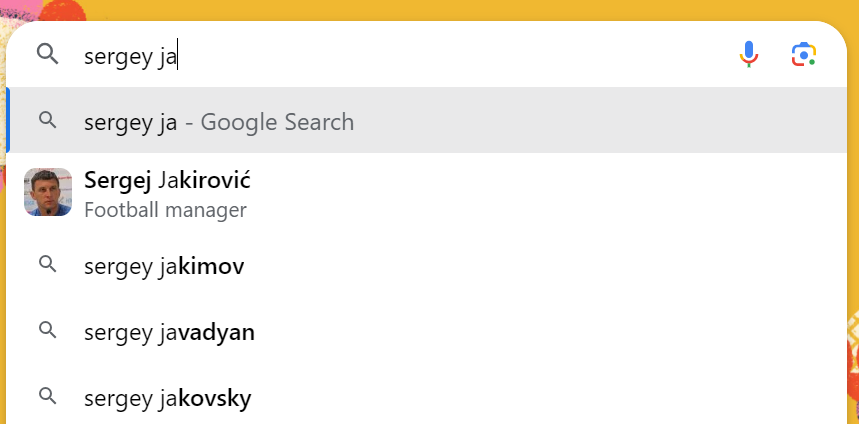 sergey ja
sergey ja - Google Search
Sergej Jakirović
Football manager
sergey jakimov
sergey javadyan
sergey jakovsky